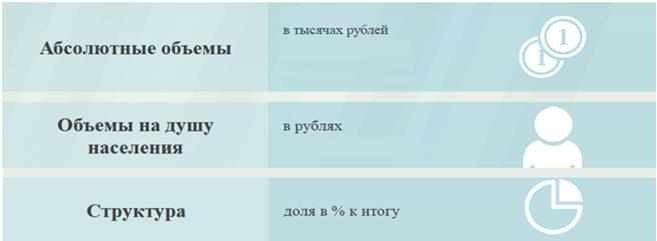 Абсолютные объемы
в тысячах рублей
1
1
Объемы на душу
населения
в рублях
Структура
доля в % к итогу